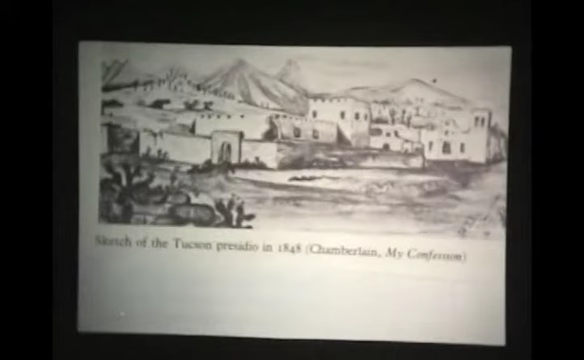 Sketch of the Tucson presidio in 1848 (Chamberlain, My Confession)